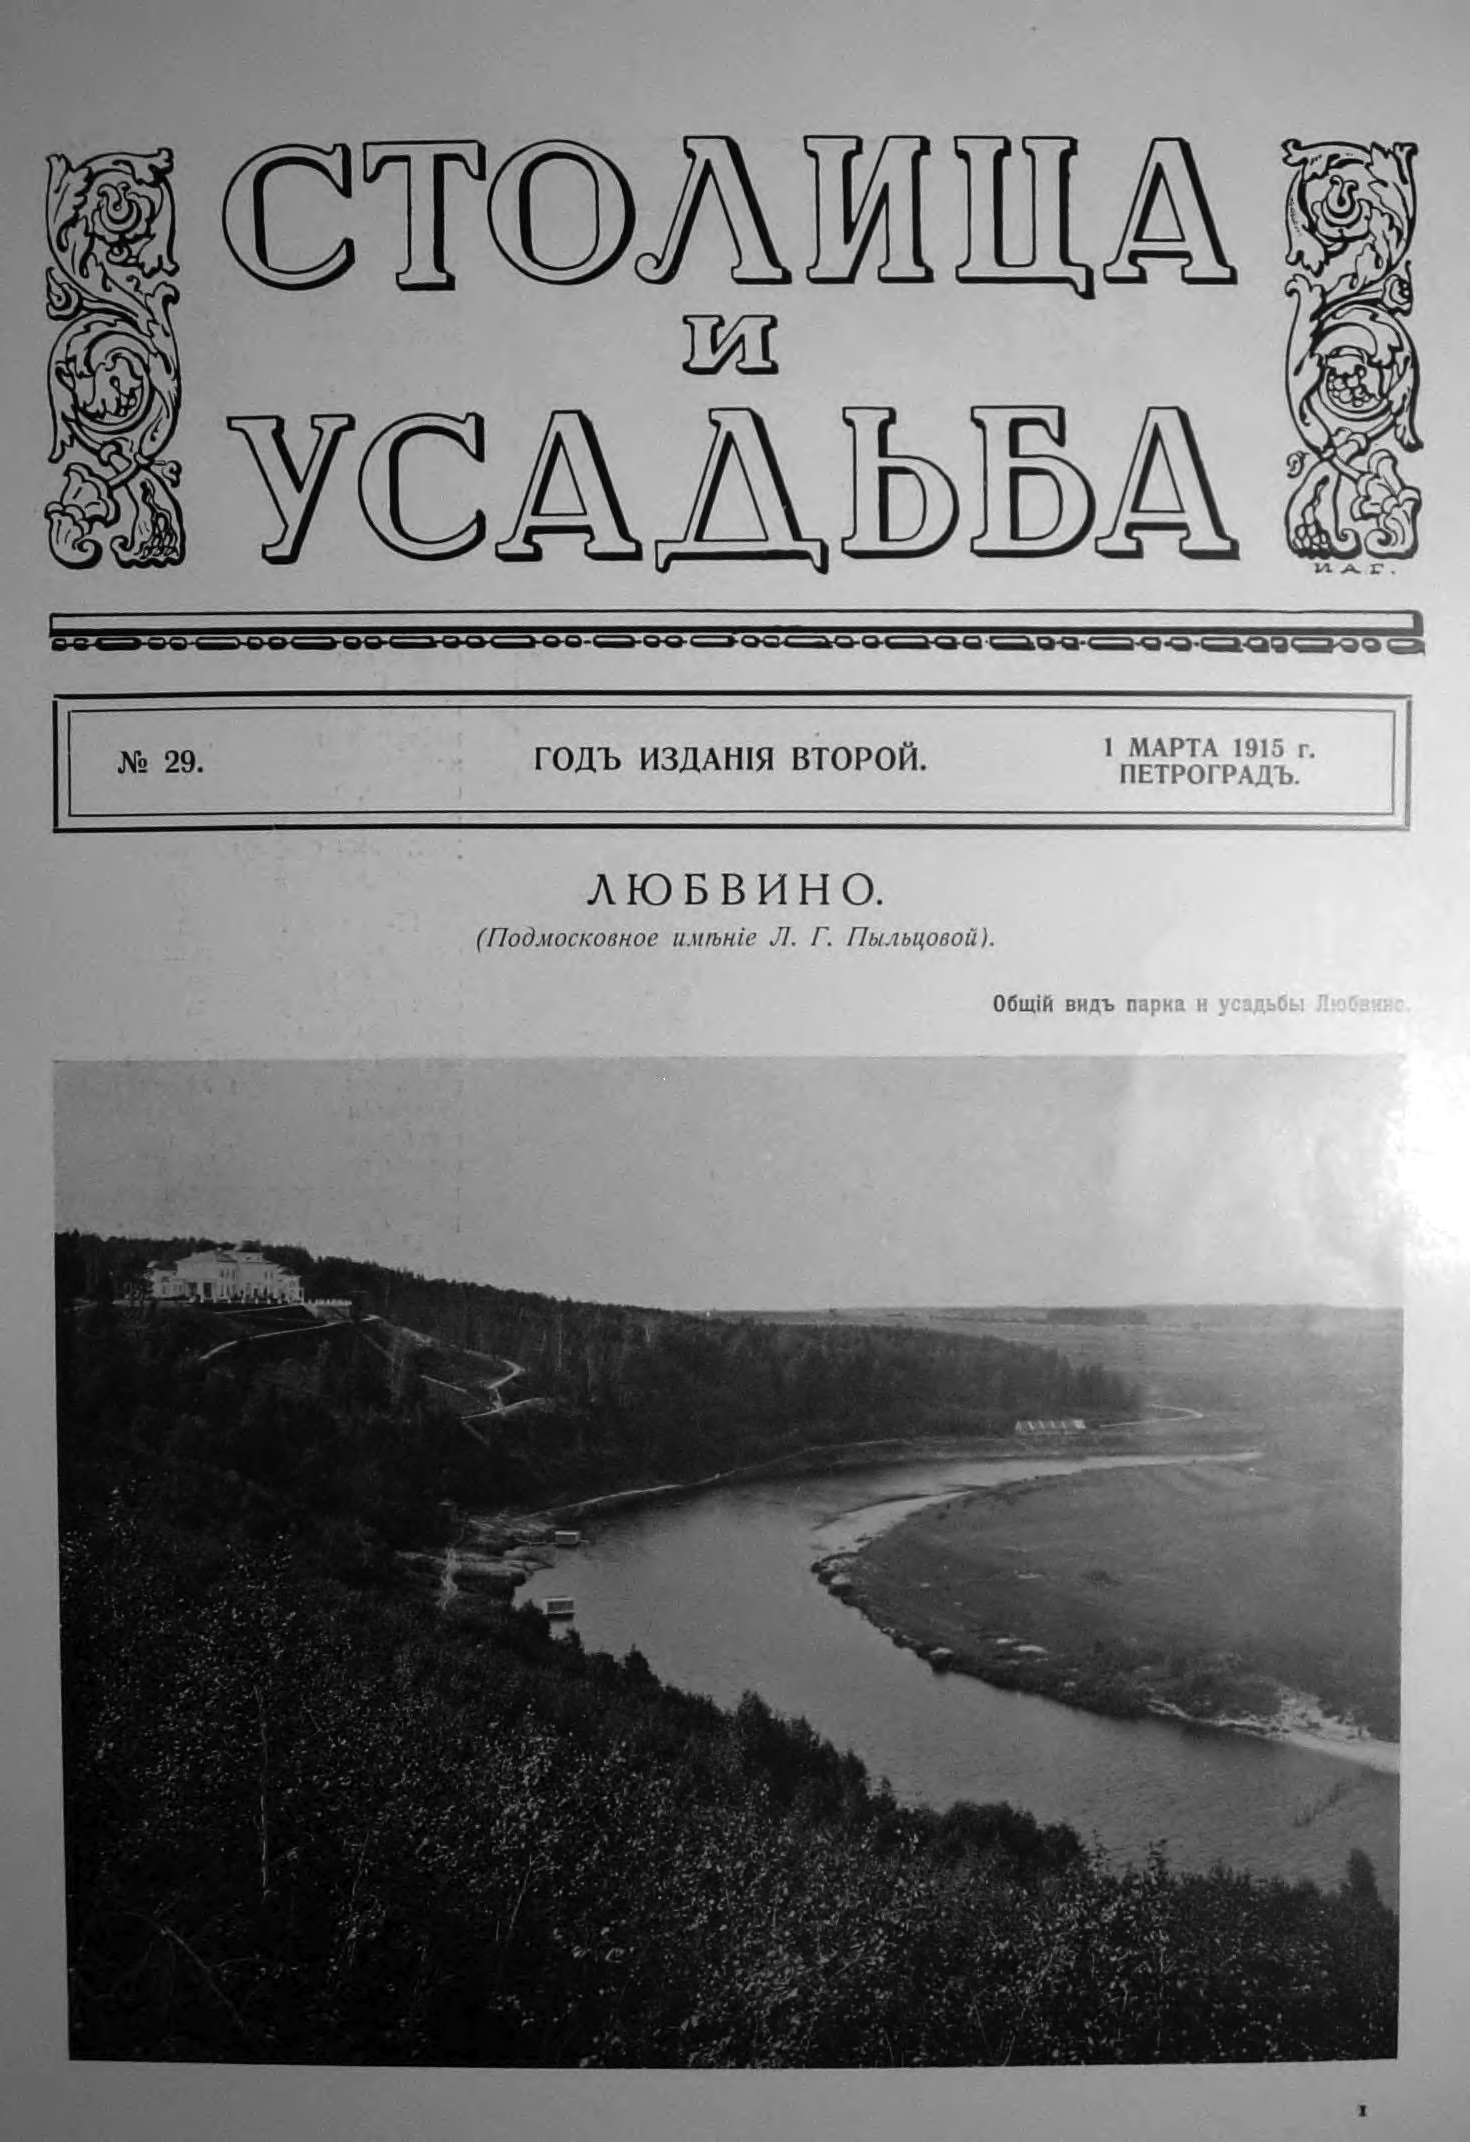 СТОЛИЦА
И
УСАДЬБА
ИАГ.
№ 29.
ГОДЪ ИЗДАНІЯ ВТОРОЙ.
1 МАРТА 1915 г.
ПЕТРОГРАДЪ.
ЛЮБВИНО.
(Подмосковное имѣніе Л. Г. Пыльцовой).
Общій видъ парка и усадьбы Любвино.
1